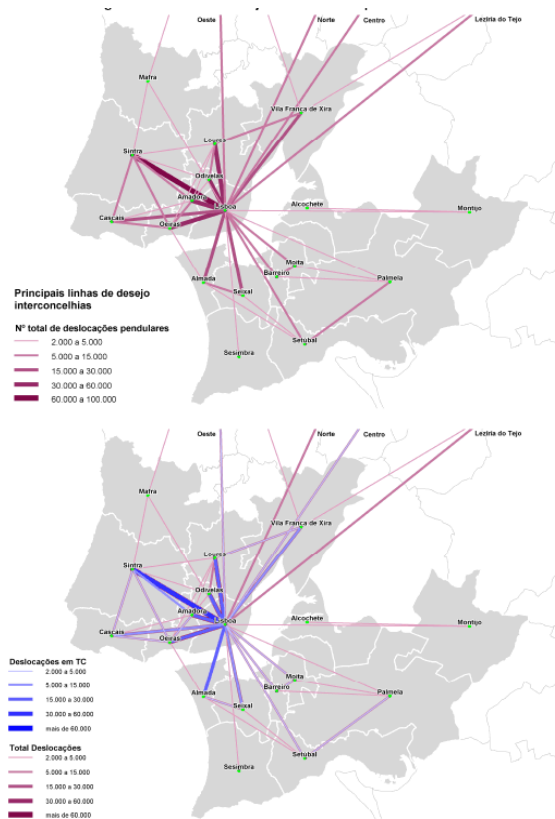 Oeste
Norte
Centro
Lezíria do Tejo
Mafra
Vila Franca de Xira
Loures
Sintra
Odivelas
Amadora
Lisboa
Alcochete
Montijo
Cascais
Oeiras
Moita
Barreiro
Palmela
Almada
Seixal
Principais linhas de desejo
interconcelhias
Setúbal
Nº total de deslocações pendulares
2.000 a 5.000
5.000 a 15.000
Sesimbra
15.000 a 30.000
30.000 a 60.000
60.000 a 100.000
Oeste
Norte
Centro
Lezíria do Tejo
Mafra
Vila Franca de Xira
Loures
Sintra
Odivelas
Amadora
Lisboa
Alcochete
Montijo
Cascais
Oeiras
Deslocações em TC
2.000 a 5.000
5.000 a 15.000
15.000 a 30.000
30.000 a 60.000
mais de 60.000
Moita
Barreiro
Palmela
Almada
Seixal
Total Deslocações
2.000 a 5.000
5.000 a 15.000
15.000 a 30.000
30.000 a 60.000
mais de 60.000
Setúbal
Sesimbra